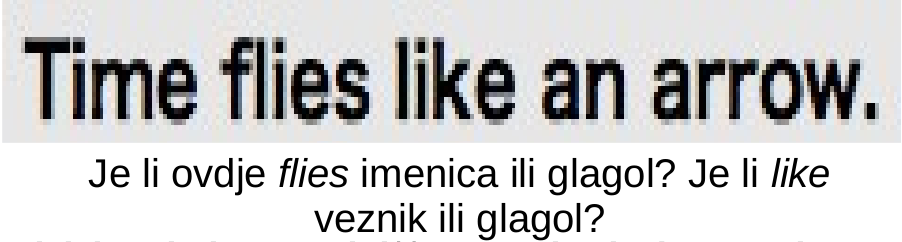 Time flies like an arrow.
Je li ovdje flies imenica ili glagol? Je li like
veznik ili glagol?